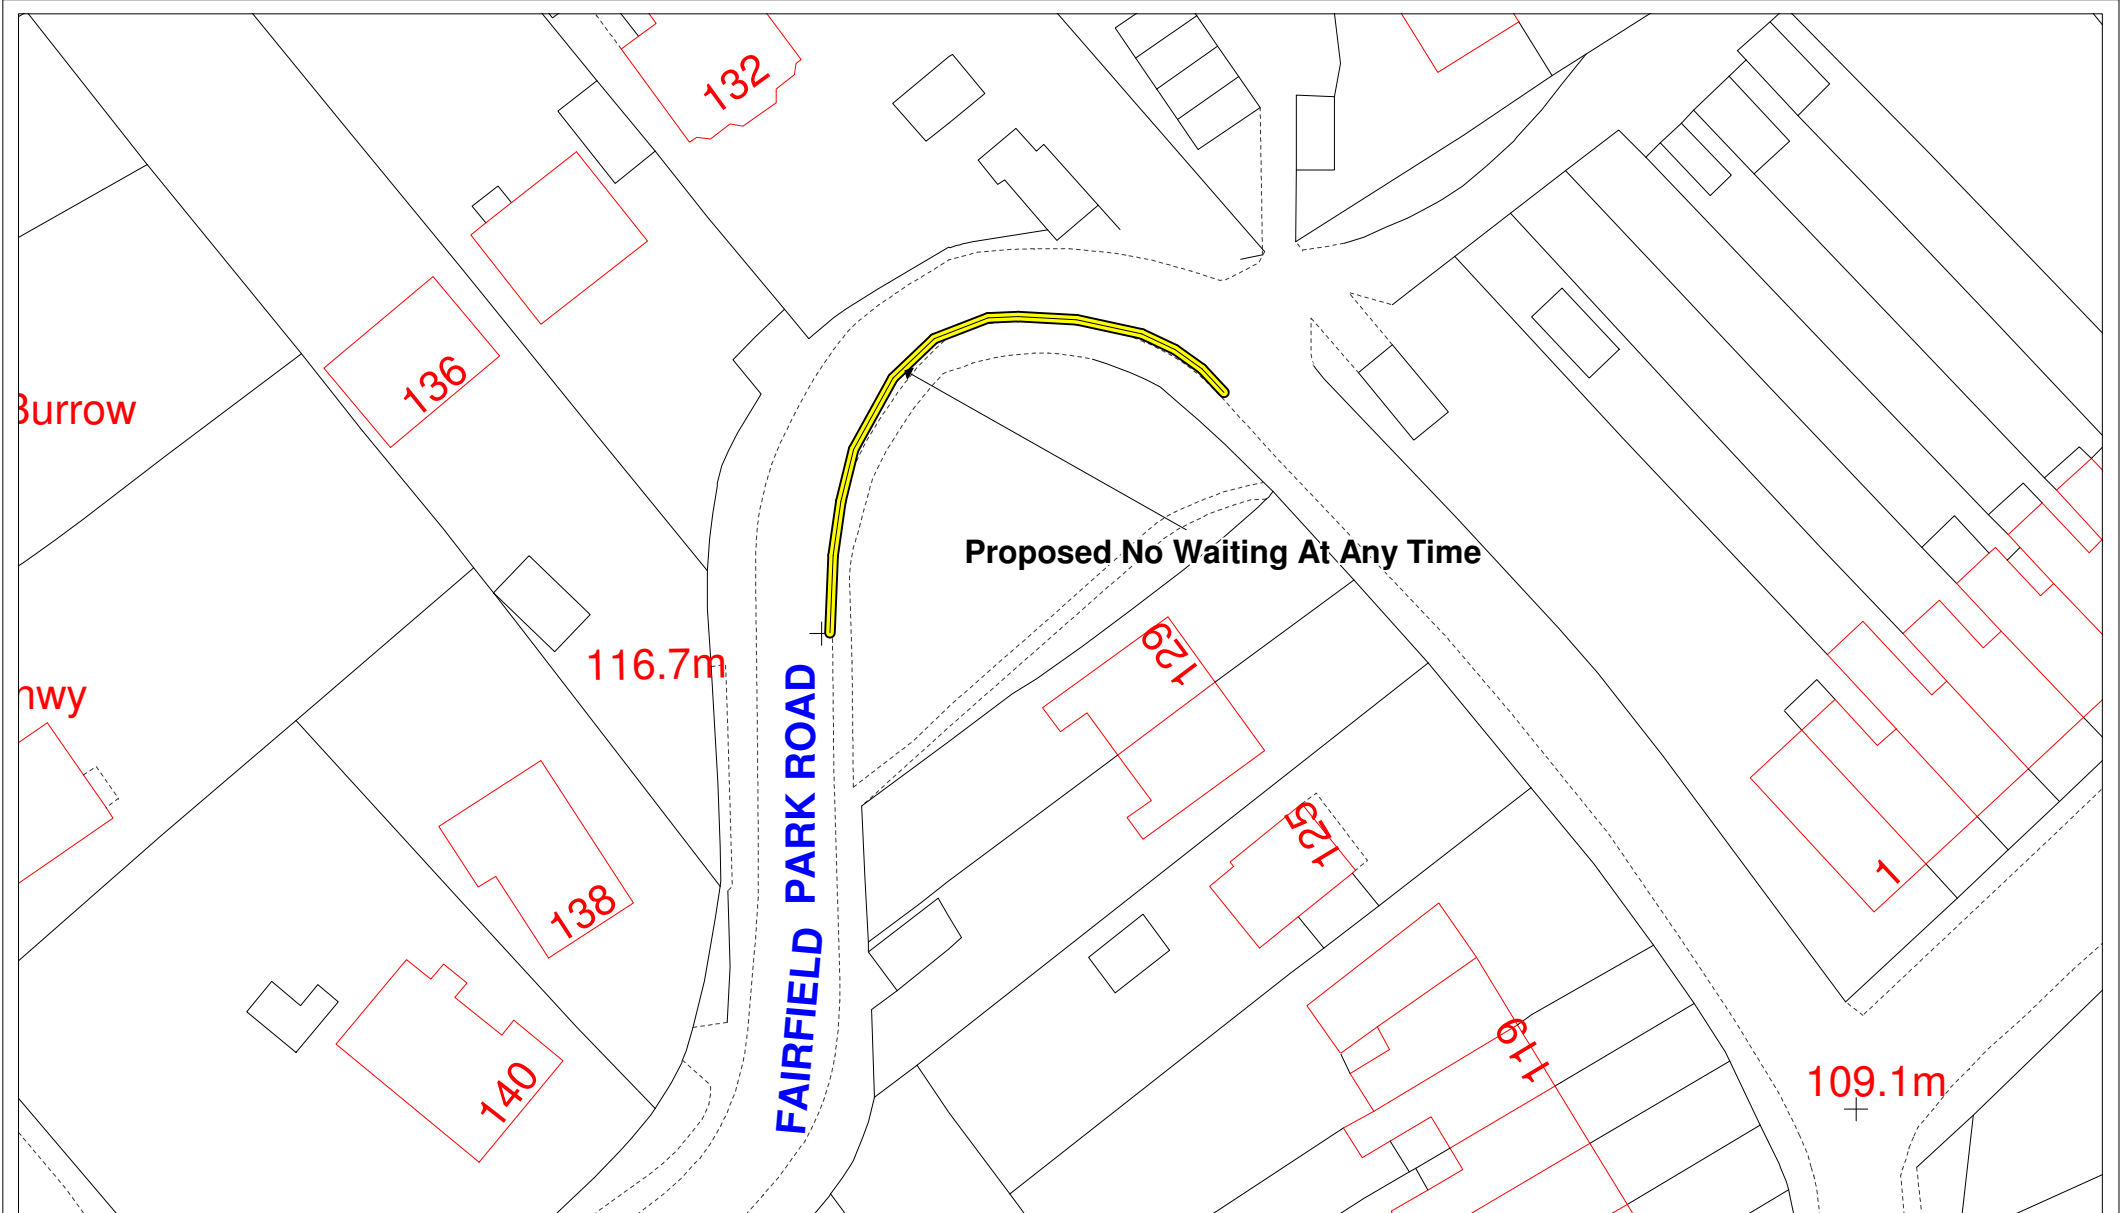 132
136
Burrow
Proposed No Waiting At Any Time
129
116.7m
FAIRFIELD PARK ROAD
125
1
138
119
140
109.1m